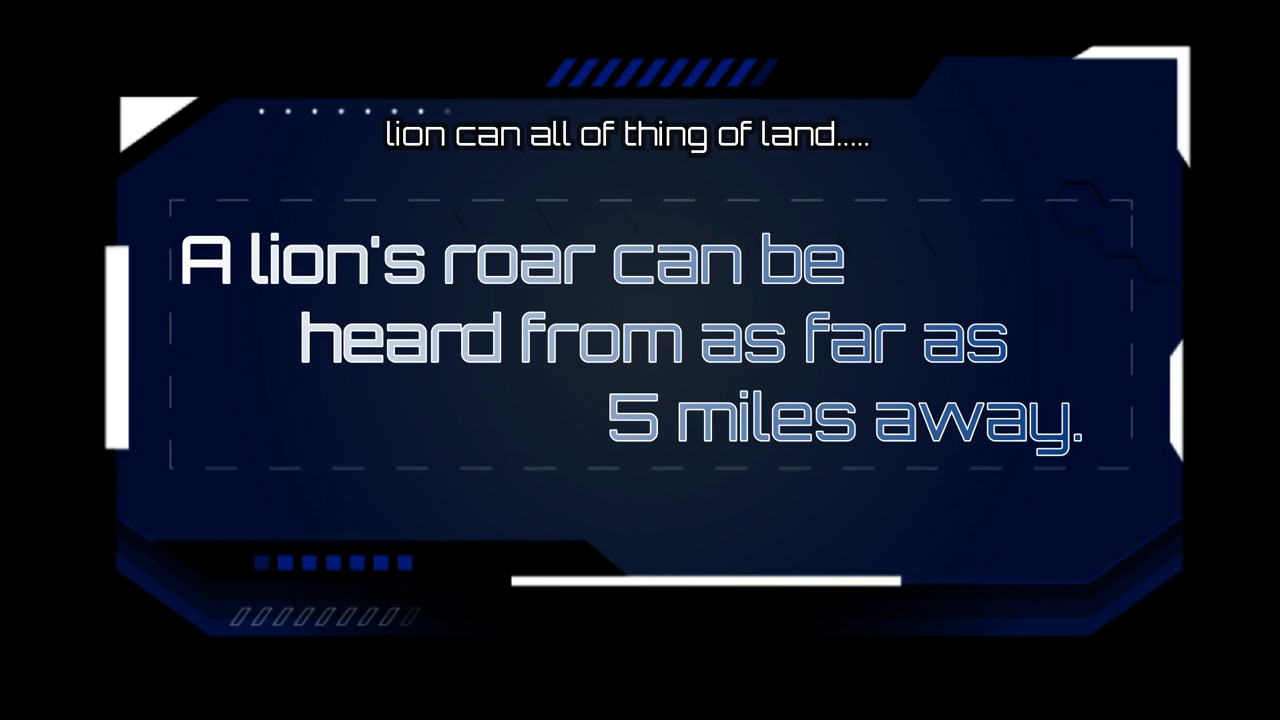 lion can all of thing of land.....
A lion's roar can be
heard from as far as
5 miles away.